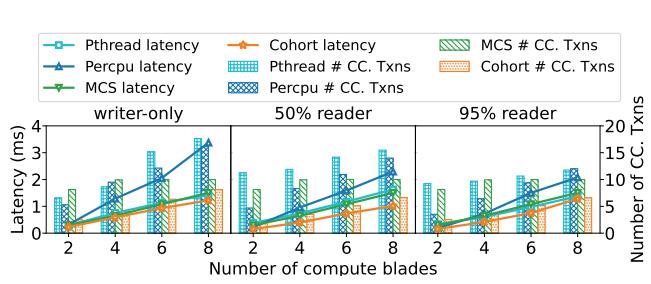 Pthread latency
Percpu latency
MCS latency
Cohort latency
Pthread # CC. Txns
Percpu # CC. Txns
MCS # CC. Txns
Cohort # CC. Txns
writer-only 50% reader 95% reader
Latency (ms)
4
3
2
1
0
20
15
10
5
0
Number of CC. Txns
2 4 6 8 2 4 6 8 2 4 6 8
Number of compute blades